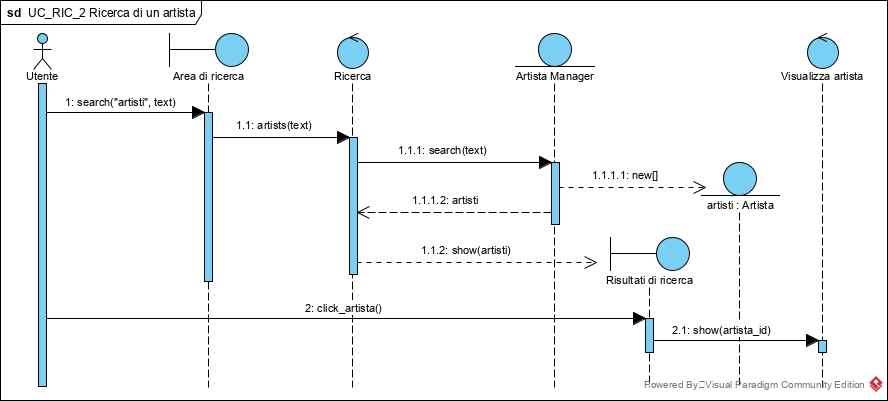 sd UC_RIC_2 Ricerca di un artista
Utente
Area di ricerca
Ricerca
Artista Manager
Visualizza artista
1: search("artisti", text)
1.1: artists(text)
1.1.1: search(text)
1.1.1.1: new[]
artisti : Artista
1.1.1.2: artisti
1.1.2: show(artisti)
Risultati di ricerca
2: click_artista()
2.1: show(artista_id)
Powered By Visual Paradigm Community Edition